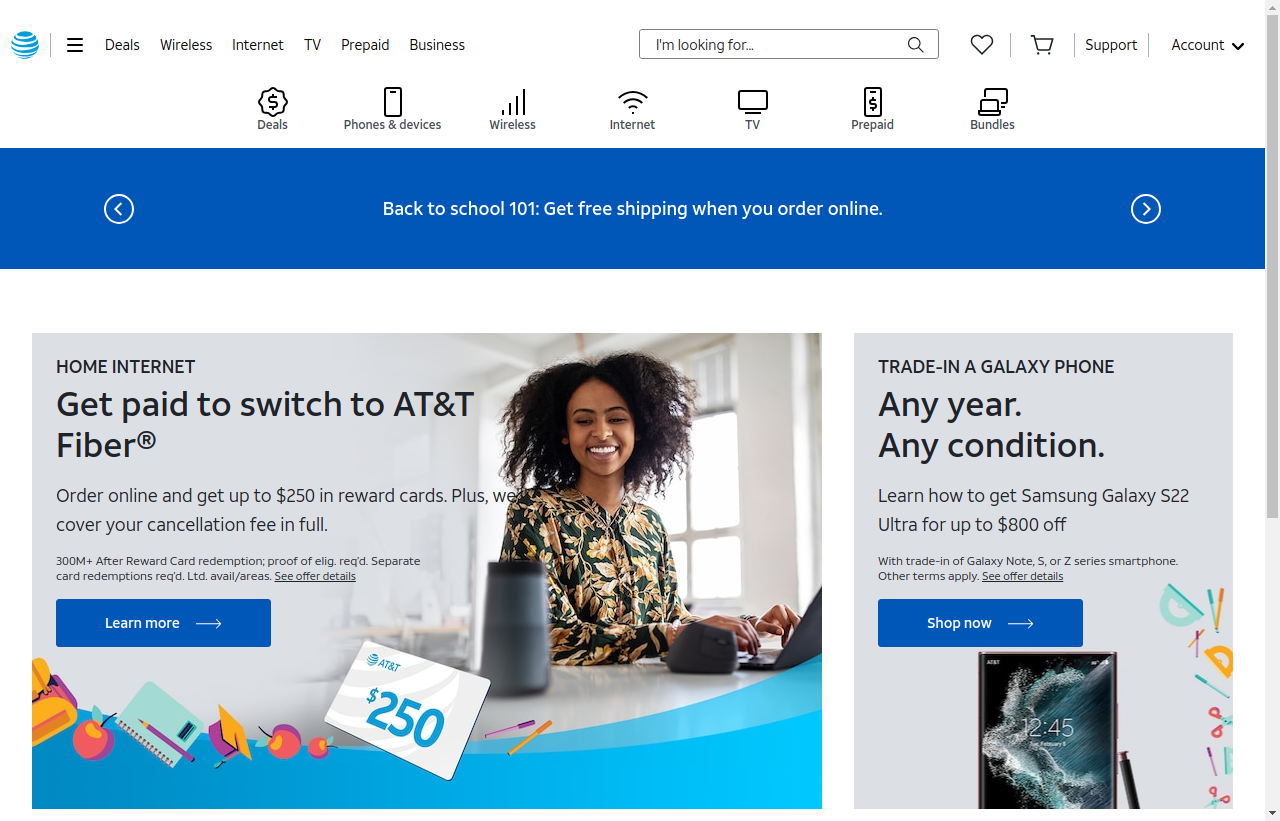 Deals Wireless Internet TV Prepaid Business I'm looking for... Support Account
Deals Phones & devices Wireless Internet TV Prepaid Bundles
Back to school 101: Get free shipping when you order online.
HOME INTERNET
Get paid to switch to AT&T
Fiber®
Order online and get up to $250 in reward cards. Plus, we
cover your cancellation fee in full.
300M+ After Reward Card redemption; proof of elig. req'd. Separate
card redemptions req'd. Ltd. avail/areas. See offer details
Learn more
AT&T
$250
TRADE-IN A GALAXY PHONE
Any year.
Any condition.
Learn how to get Samsung Galaxy S22
Ultra for up to $800 off
With trade-in of Galaxy Note, S, or Z series smartphone.
Other terms apply. See offer details
Shop now
AT&T
12:45
Tue, February 8